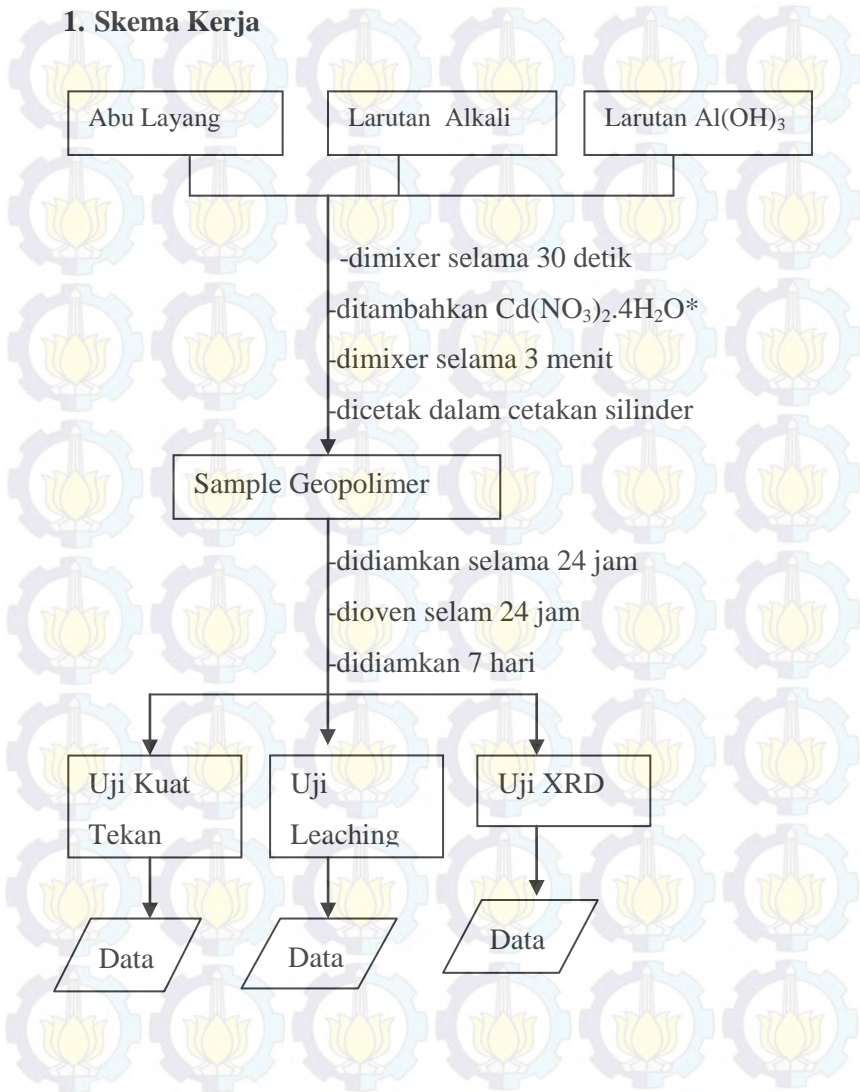 1. Skema Kerja
Abu Layang
Larutan Alkali
Larutan Al(OH)₃
-dimixer selama 30 detik
-ditambahkan Cd(NO₃)₂.4H₂O*
-dimixer selama 3 menit
-dicetak dalam cetakan silinder
Sample Geopolimer
-didiamkan selama 24 jam
-dioven selam 24 jam
-didiamkan 7 hari
Uji Kuat
Tekan
Uji
Leaching
Uji XRD
Data
Data
Data